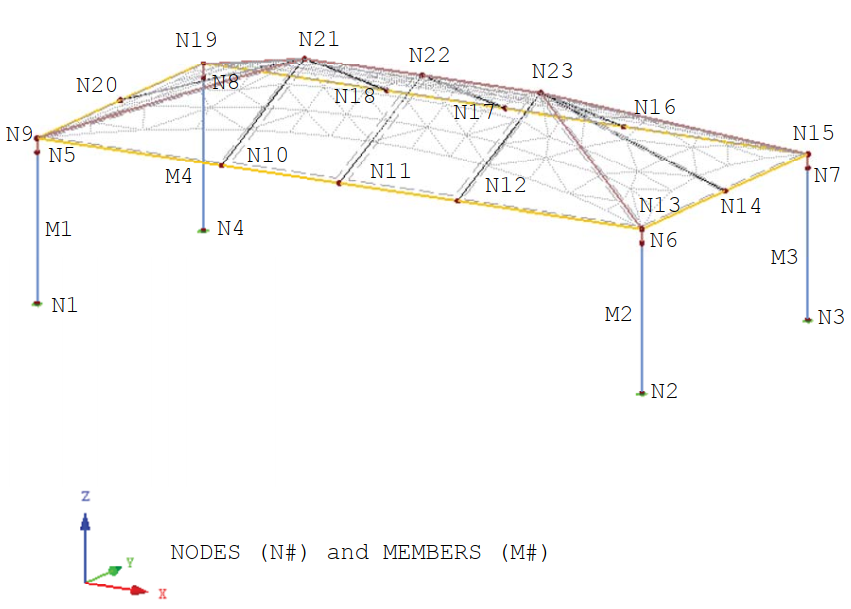 N19
N21
N22
N23
N20
N8
N18
N17
N16
N9
N5
N15
N10
M4
N11
N12
N7
N14
N13
M1
N4
N6
M3
N1
M2
N3
N2
Z
Y
X
NODES (N#) and MEMBERS (M#)